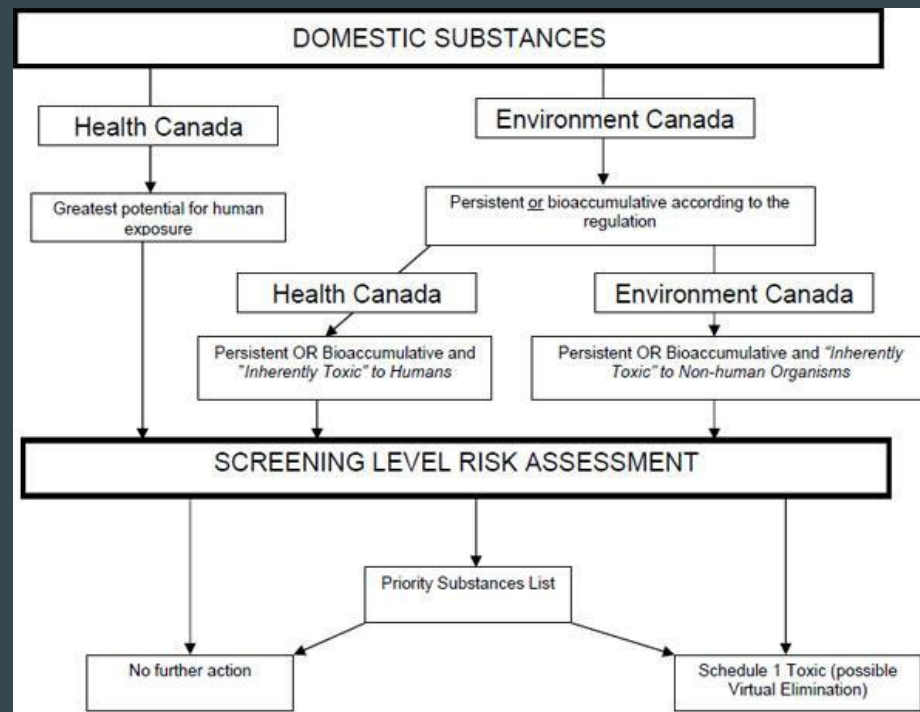 DOMESTIC SUBSTANCES
Health Canada
Environment Canada
Greatest potential for human
exposure
Persistent or bioaccumulative according to the
regulation
Health Canada
Environment Canada
Persistent OR Bioaccumulative and
"Inherently Toxic" to Humans
Persistent OR Bioaccumulative and "Inherently
Toxic" to Non-human Organisms
SCREENING LEVEL RISK ASSESSMENT
Priority Substances List
No further action
Schedule 1 Toxic (possible
Virtual Elimination)